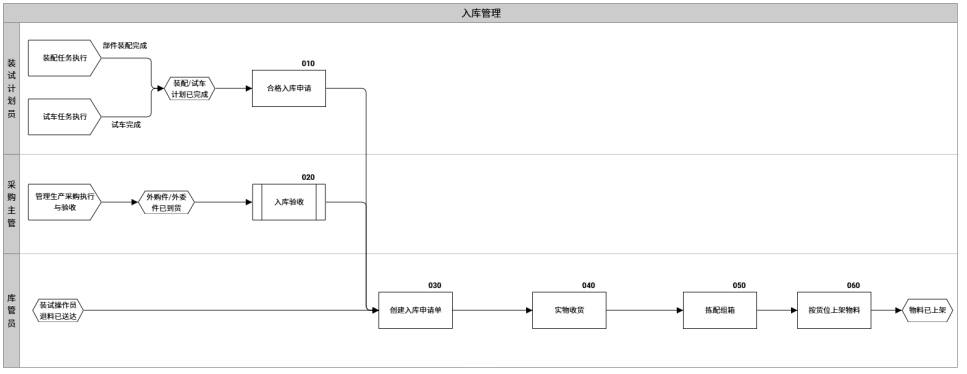 入库管理
装试计划员
装配任务执行
部件装配完成
试车任务执行
试车完成
装配/试车
计划已完成
010
合格入库申请
采购主管
管理生产采购执行
与验收
外购件/外委
件已到货
020
入库验收
库管员
装试操作员
退料已送达
030
创建入库申请单
040
实物收货
050
拣配组箱
060
按货位上架物料
物料已上架